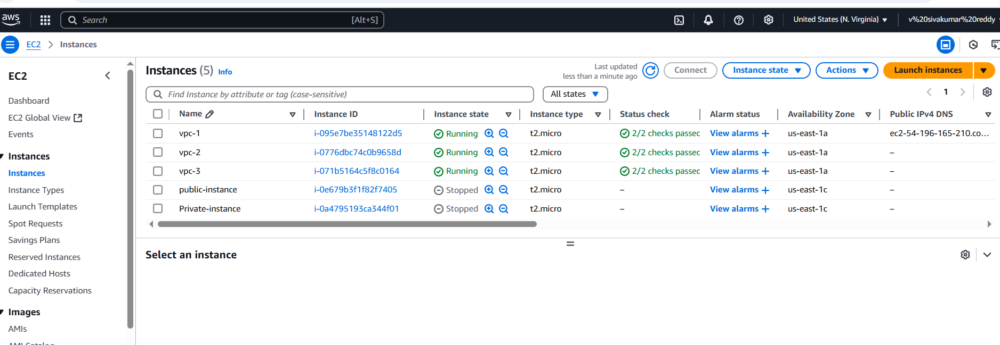 aws
Search [Alt+S]
United States (N. Virginia)
v%20sivakumar%20reddy
EC2 Instances
EC2
Dashboard
EC2 Global View
Events
Instances
Instances
Instance Types
Launch Templates
Spot Requests
Savings Plans
Reserved Instances
Dedicated Hosts
Capacity Reservations
Images
AMIs
AMI Catalog
Instances (5) Info
Last updated
less than a minute ago
Connect
Instance state
Actions
Launch instances
Find Instance by attribute or tag (case-sensitive)
All states
1
Name Instance ID Instance state Instance type Status check Alarm status Availability Zone Public IPv4 DNS
vpc-1 i-095e7be35148122d5 Running t2.micro 2/2 checks passed View alarms + us-east-1a ec2-54-196-165-210.co...
vpc-2 i-0776dbc74c0b9658d Running t2.micro 2/2 checks passed View alarms + us-east-1a –
vpc-3 i-071b5164c5f8c0164 Running t2.micro 2/2 checks passed View alarms + us-east-1a –
public-instance i-0e679b3f1f82f7405 Stopped t2.micro – View alarms + us-east-1c –
Private-instance i-0a4795193ca344f01 Stopped t2.micro – View alarms + us-east-1c –
Select an instance